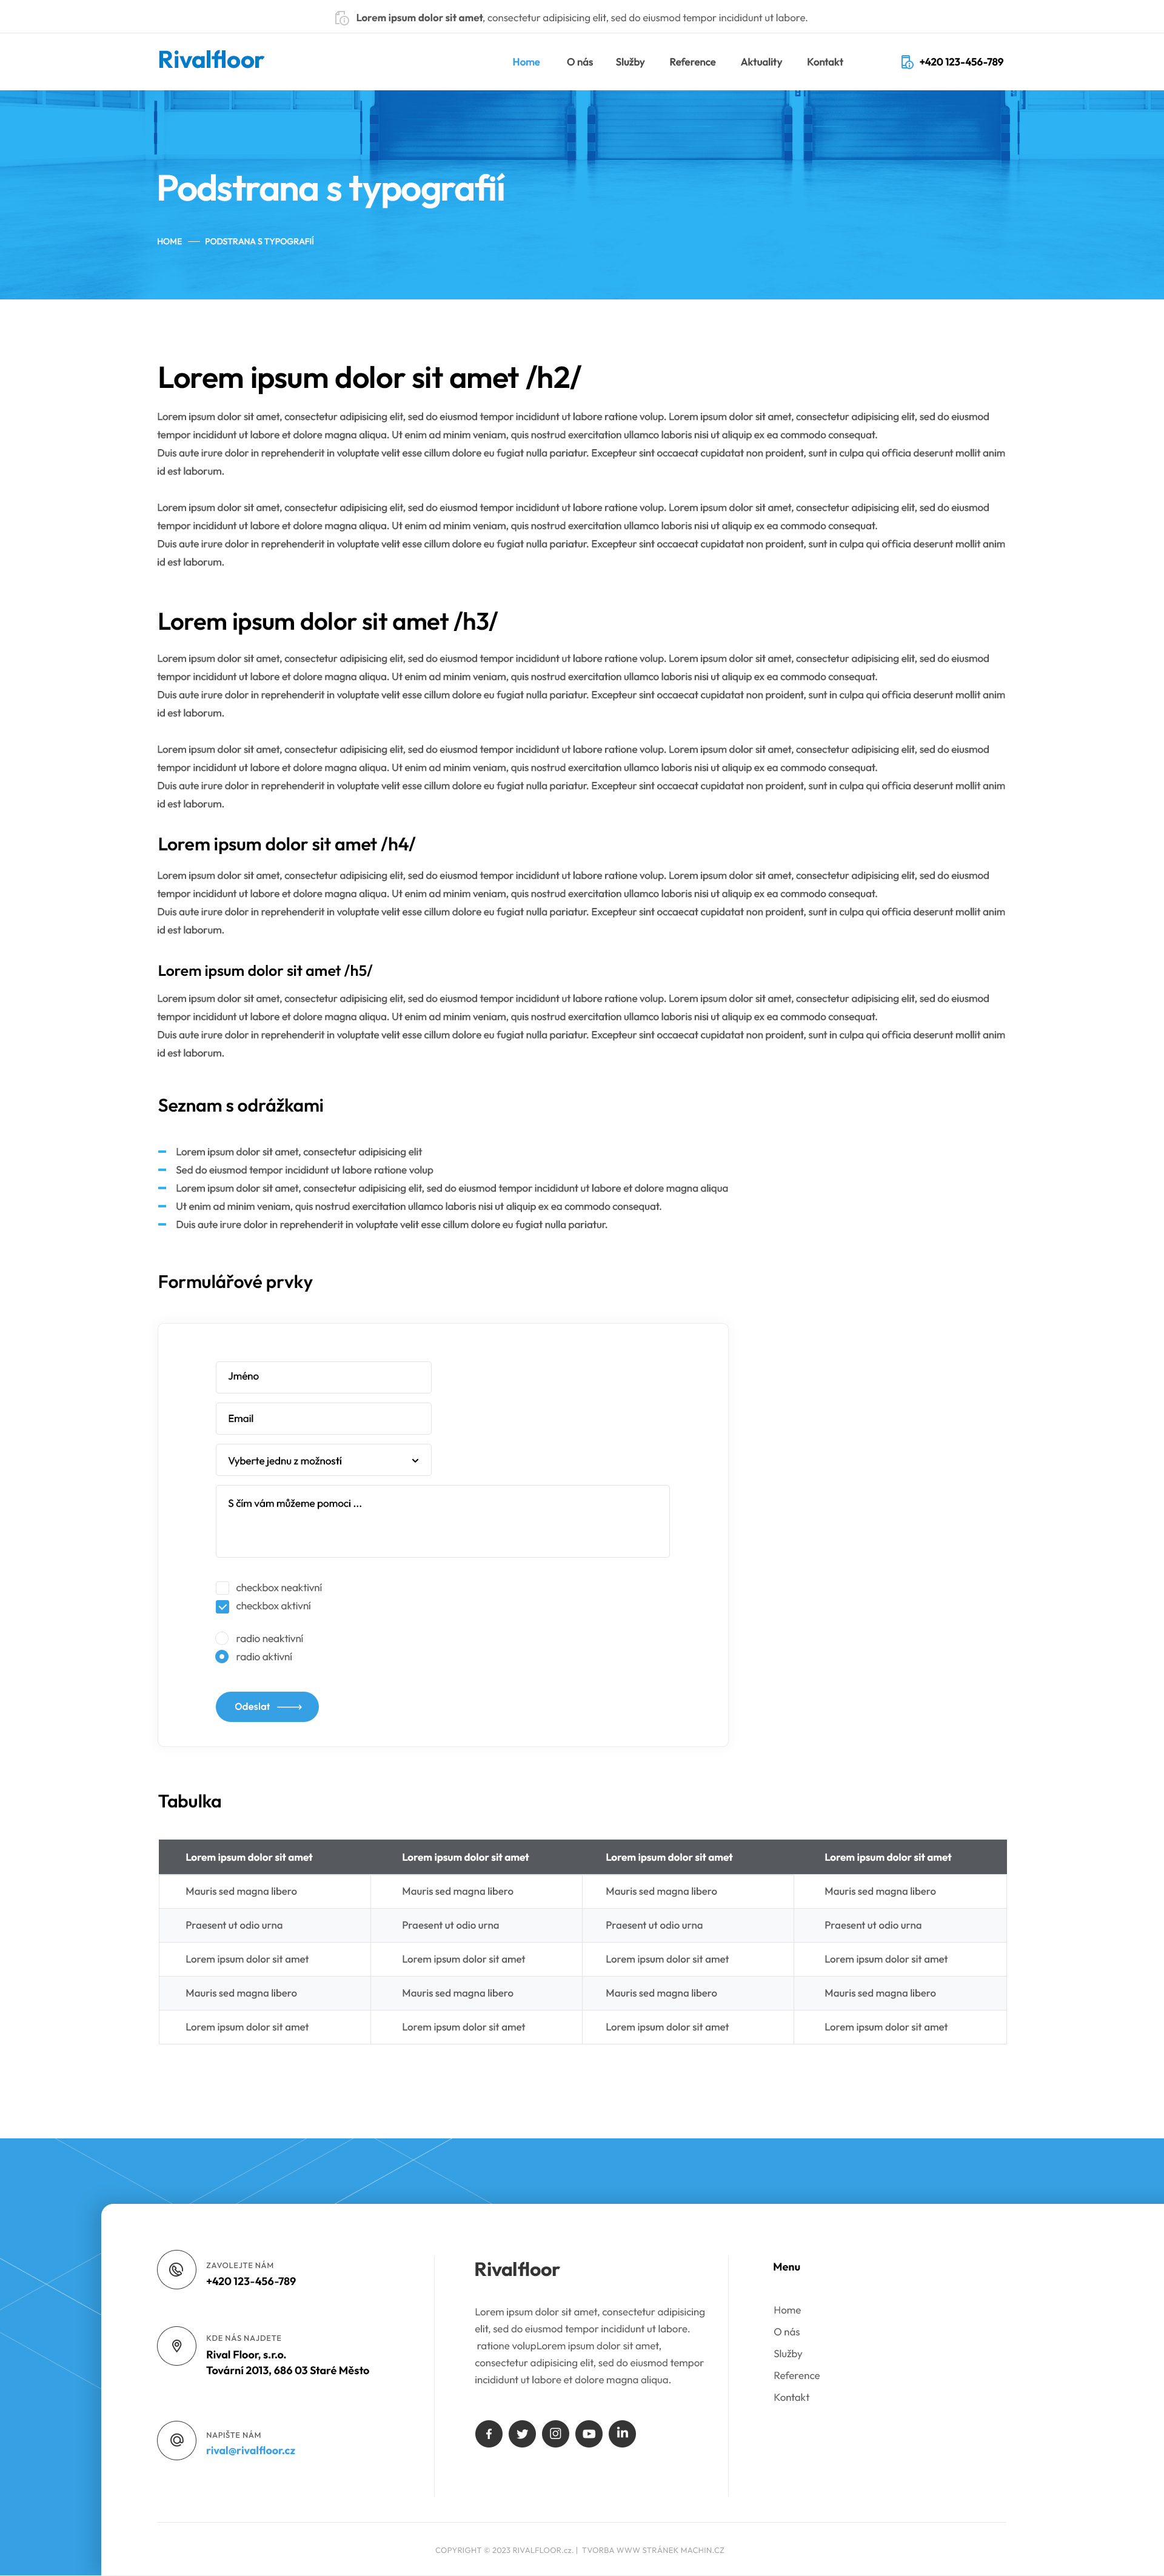 Lorem ipsum dolor sit amet, consectetur adipisicing elit, sed do eiusmod tempor incididunt ut labore.
Rivalfloor
Home O nás Služby Reference Aktuality Kontakt +420 123-456-789
Podstrana s typografií
HOME — PODSTRANA S TYPOGRAFIÍ
Lorem ipsum dolor sit amet /h2/
Lorem ipsum dolor sit amet, consectetur adipisicing elit, sed do eiusmod tempor incididunt ut labore ratione volup. Lorem ipsum dolor sit amet, consectetur adipisicing elit, sed do eiusmod
tempor incididunt ut labore et dolore magna aliqua. Ut enim ad minim veniam, quis nostrud exercitation ullamco laboris nisi ut aliquip ex ea commodo consequat.
Duis aute irure dolor in reprehenderit in voluptate velit esse cillum dolore eu fugiat nulla pariatur. Excepteur sint occaecat cupidatat non proident, sunt in culpa qui officia deserunt mollit anim
id est laborum.
Lorem ipsum dolor sit amet, consectetur adipisicing elit, sed do eiusmod tempor incididunt ut labore ratione volup. Lorem ipsum dolor sit amet, consectetur adipisicing elit, sed do eiusmod
tempor incididunt ut labore et dolore magna aliqua. Ut enim ad minim veniam, quis nostrud exercitation ullamco laboris nisi ut aliquip ex ea commodo consequat.
Duis aute irure dolor in reprehenderit in voluptate velit esse cillum dolore eu fugiat nulla pariatur. Excepteur sint occaecat cupidatat non proident, sunt in culpa qui officia deserunt mollit anim
id est laborum.
Lorem ipsum dolor sit amet /h3/
Lorem ipsum dolor sit amet, consectetur adipisicing elit, sed do eiusmod tempor incididunt ut labore ratione volup. Lorem ipsum dolor sit amet, consectetur adipisicing elit, sed do eiusmod
tempor incididunt ut labore et dolore magna aliqua. Ut enim ad minim veniam, quis nostrud exercitation ullamco laboris nisi ut aliquip ex ea commodo consequat.
Duis aute irure dolor in reprehenderit in voluptate velit esse cillum dolore eu fugiat nulla pariatur. Excepteur sint occaecat cupidatat non proident, sunt in culpa qui officia deserunt mollit anim
id est laborum.
Lorem ipsum dolor sit amet, consectetur adipisicing elit, sed do eiusmod tempor incididunt ut labore ratione volup. Lorem ipsum dolor sit amet, consectetur adipisicing elit, sed do eiusmod
tempor incididunt ut labore et dolore magna aliqua. Ut enim ad minim veniam, quis nostrud exercitation ullamco laboris nisi ut aliquip ex ea commodo consequat.
Duis aute irure dolor in reprehenderit in voluptate velit esse cillum dolore eu fugiat nulla pariatur. Excepteur sint occaecat cupidatat non proident, sunt in culpa qui officia deserunt mollit anim
id est laborum.
Lorem ipsum dolor sit amet /h4/
Lorem ipsum dolor sit amet, consectetur adipisicing elit, sed do eiusmod tempor incididunt ut labore ratione volup. Lorem ipsum dolor sit amet, consectetur adipisicing elit, sed do eiusmod
tempor incididunt ut labore et dolore magna aliqua. Ut enim ad minim veniam, quis nostrud exercitation ullamco laboris nisi ut aliquip ex ea commodo consequat.
Duis aute irure dolor in reprehenderit in voluptate velit esse cillum dolore eu fugiat nulla pariatur. Excepteur sint occaecat cupidatat non proident, sunt in culpa qui officia deserunt mollit anim
id est laborum.
Lorem ipsum dolor sit amet /h5/
Lorem ipsum dolor sit amet, consectetur adipisicing elit, sed do eiusmod tempor incididunt ut labore ratione volup. Lorem ipsum dolor sit amet, consectetur adipisicing elit, sed do eiusmod
tempor incididunt ut labore et dolore magna aliqua. Ut enim ad minim veniam, quis nostrud exercitation ullamco laboris nisi ut aliquip ex ea commodo consequat.
Duis aute irure dolor in reprehenderit in voluptate velit esse cillum dolore eu fugiat nulla pariatur. Excepteur sint occaecat cupidatat non proident, sunt in culpa qui officia deserunt mollit anim
id est laborum.
Seznam s odrážkami
Lorem ipsum dolor sit amet, consectetur adipisicing elit
Sed do eiusmod tempor incididunt ut labore ratione volup
Lorem ipsum dolor sit amet, consectetur adipisicing elit, sed do eiusmod tempor incididunt ut labore et dolore magna aliqua
Ut enim ad minim veniam, quis nostrud exercitation ullamco laboris nisi ut aliquip ex ea commodo consequat.
Duis aute irure dolor in reprehenderit in voluptate velit esse cillum dolore eu fugiat nulla pariatur.
Formulářové prvky
Jméno
Email
Vyberte jednu z možností
S čím vám můžeme pomoci ...
checkbox neaktivní
checkbox aktivní
radio neaktivní
radio aktivní
Odeslat
Tabulka
Lorem ipsum dolor sit amet Lorem ipsum dolor sit amet Lorem ipsum dolor sit amet Lorem ipsum dolor sit amet
Mauris sed magna libero Mauris sed magna libero Mauris sed magna libero Mauris sed magna libero
Praesent ut odio urna Praesent ut odio urna Praesent ut odio urna Praesent ut odio urna
Lorem ipsum dolor sit amet Lorem ipsum dolor sit amet Lorem ipsum dolor sit amet Lorem ipsum dolor sit amet
Mauris sed magna libero Mauris sed magna libero Mauris sed magna libero Mauris sed magna libero
Lorem ipsum dolor sit amet Lorem ipsum dolor sit amet Lorem ipsum dolor sit amet Lorem ipsum dolor sit amet
ZAVOLEJTE NÁM
+420 123-456-789
KDE NÁS NAJDETE
Rival Floor, s.r.o.
Tovární 2013, 686 03 Staré Město
NAPIŠTE NÁM
rival@rivalfloor.cz
Rivalfloor
Lorem ipsum dolor sit amet, consectetur adipisicing
elit, sed do eiusmod tempor incididunt ut labore.
ratione volupLorem ipsum dolor sit amet,
consectetur adipisicing elit, sed do eiusmod tempor
incididunt ut labore et dolore magna aliqua.
Menu
Home
O nás
Služby
Reference
Kontakt
COPYRIGHT © 2023 RIVALFLOOR.cz. | TVORBA WWW STRÁNEK MACHIN.CZ